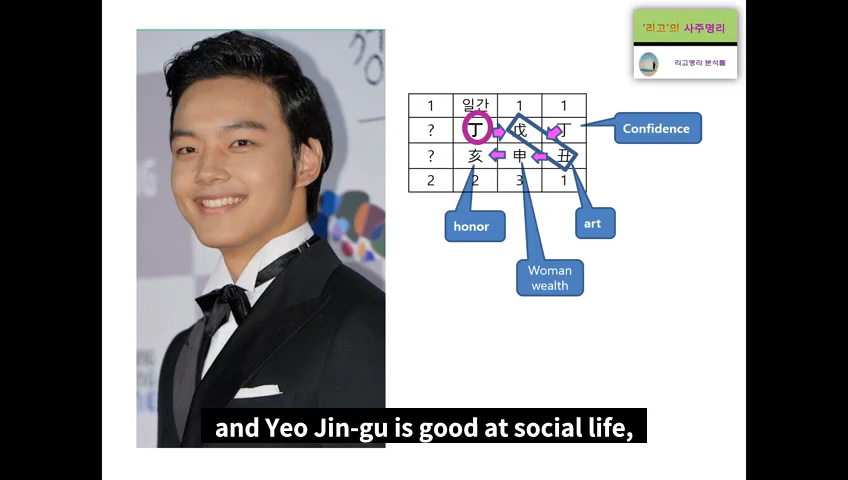 '리고'의 사주명리
리고명리 분석툴
1 일간 1 1
? 丁 戊 丁
? 亥 申 丑
2 2 3 1
Confidence
honor
art
Woman
wealth
and Yeo Jin-gu is good at social life,